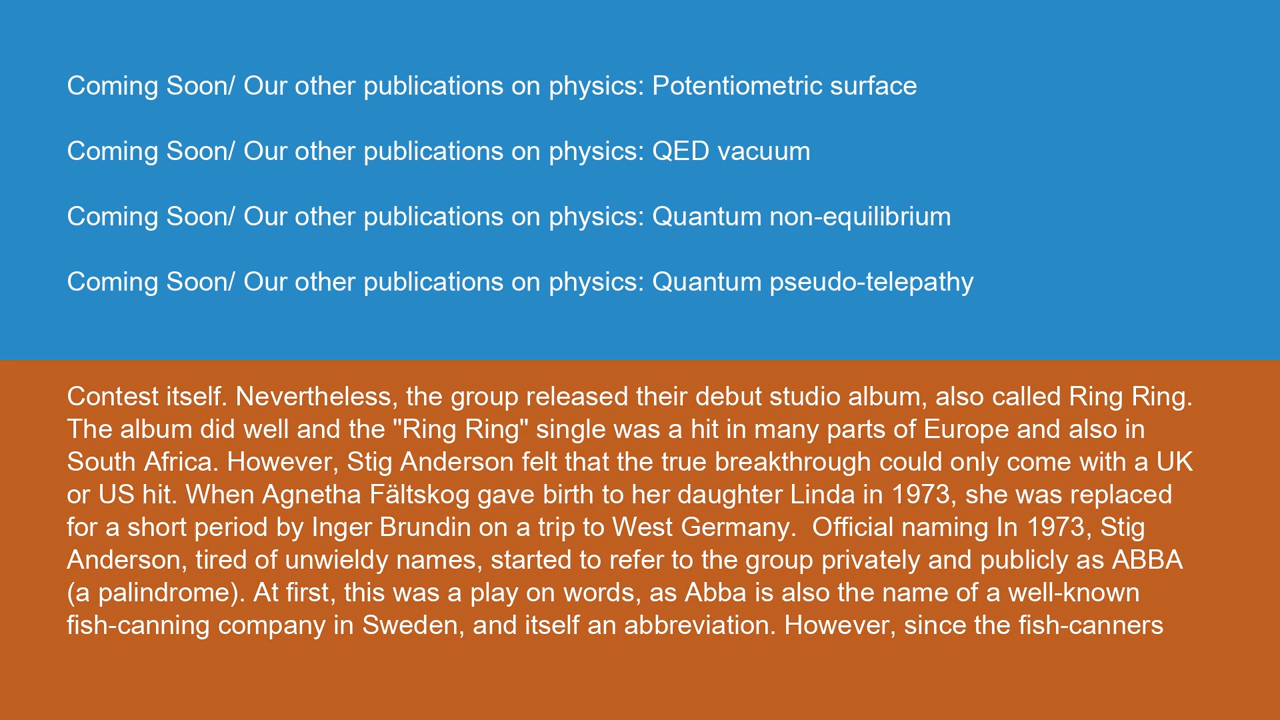 Coming Soon/ Our other publications on physics: Potentiometric surface
Coming Soon/ Our other publications on physics: QED vacuum
Coming Soon/ Our other publications on physics: Quantum non-equilibrium
Coming Soon/ Our other publications on physics: Quantum pseudo-telepathy
Contest itself. Nevertheless, the group released their debut studio album, also called Ring Ring.
The album did well and the "Ring Ring" single was a hit in many parts of Europe and also in
South Africa. However, Stig Anderson felt that the true breakthrough could only come with a UK
or US hit. When Agnetha Fältskog gave birth to her daughter Linda in 1973, she was replaced
for a short period by Inger Brundin on a trip to West Germany.  Official naming In 1973, Stig
Anderson, tired of unwieldy names, started to refer to the group privately and publicly as ABBA
(a palindrome). At first, this was a play on words, as Abba is also the name of a well-known
fish-canning company in Sweden, and itself an abbreviation. However, since the fish-canners